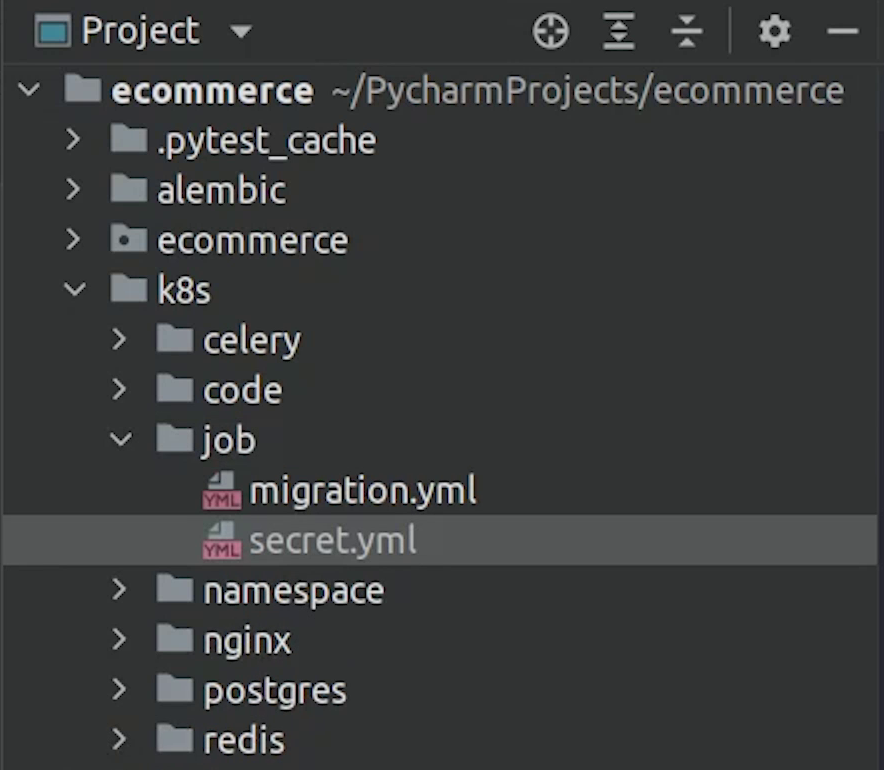 Project
ecommerce ~/PycharmProjects/ecommerce
.pytest_cache
alembic
ecommerce
k8s
celery
code
job
YML migration.yml
YML secret.yml
namespace
nginx
postgres
redis